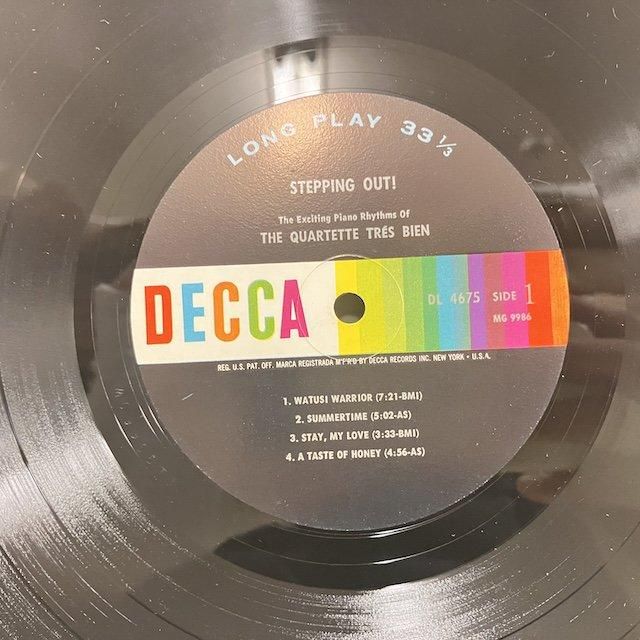 LONG PLAY 33 1/3
STEPPING OUT!
The Exciting Piano Rhythms Of
THE QUARTETTE TRÉS BIEN
DECCA
DL 4675 SIDE 1
MG 9986
REG. U.S. PAT. OFF. MARCA REGISTRADA M'F'R'D BY DECCA RECORDS INC. NEW YORK • U.S.A.
1. WATUSI WARRIOR (7:21-BMI)
2. SUMMERTIME (5:02-AS)
3. STAY, MY LOVE (3:33-BMI)
4. A TASTE OF HONEY (4:56-AS)